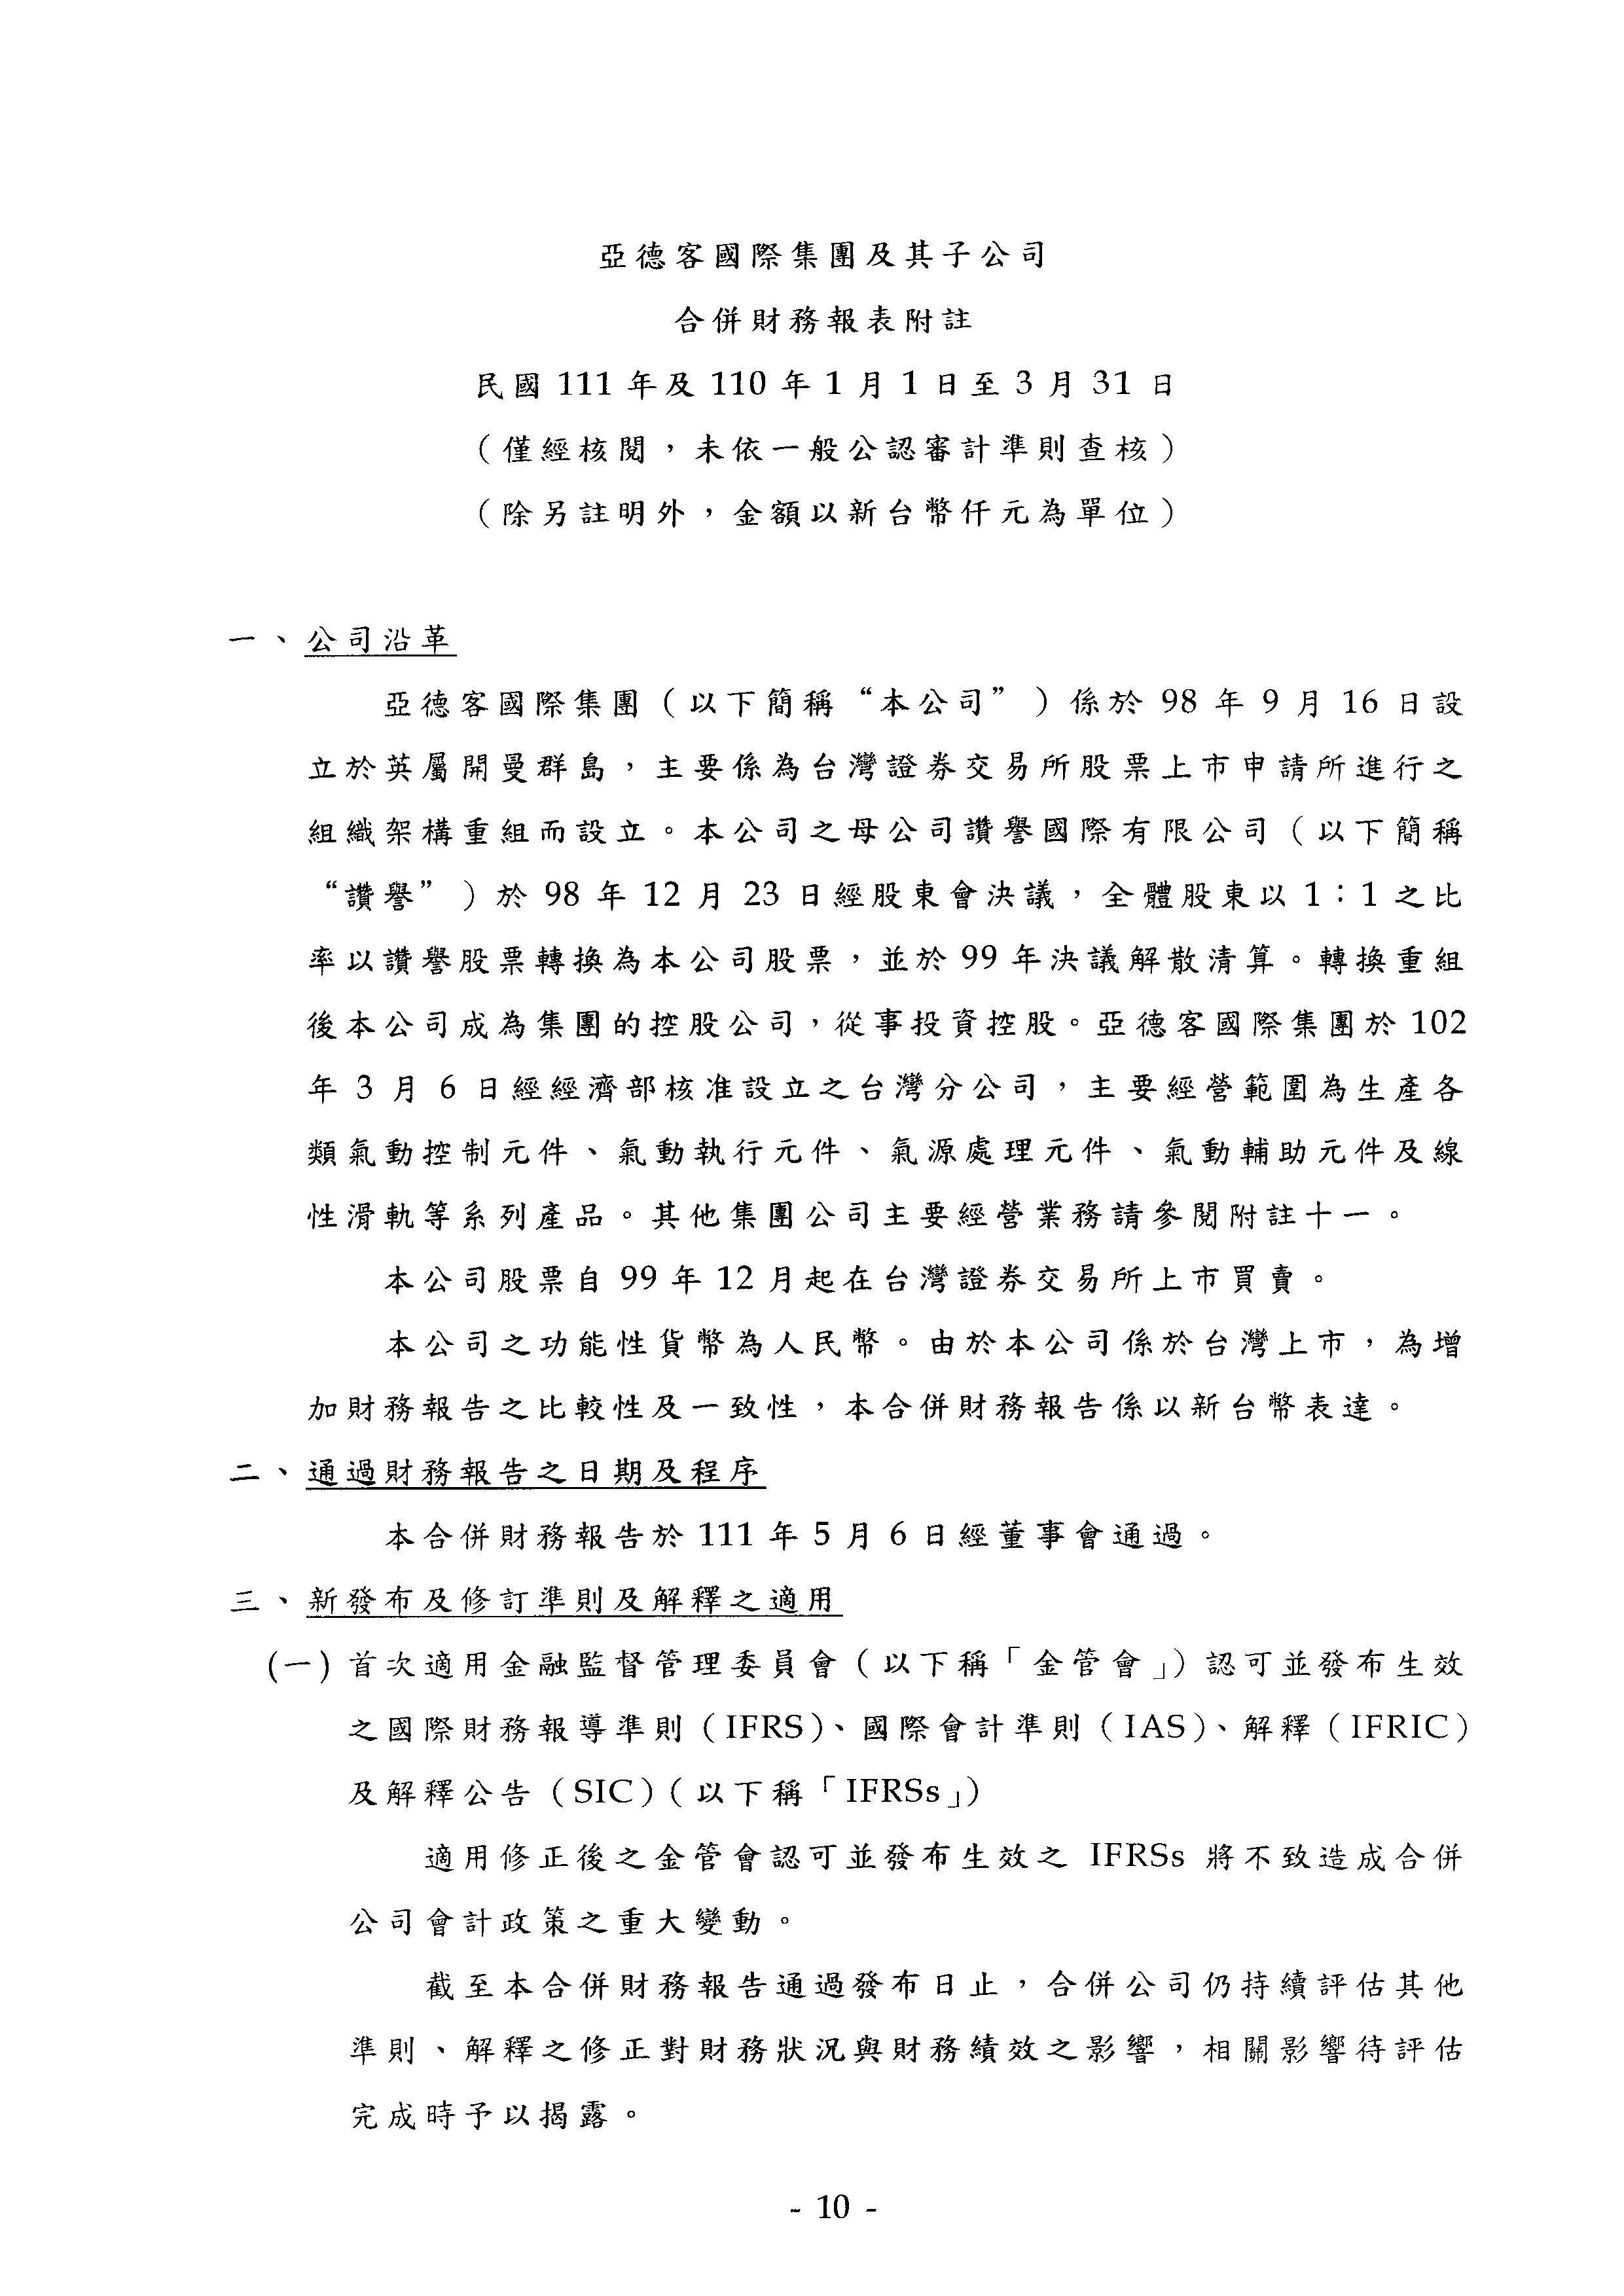 亞德客國際集團及其子公司
合併財務報表附註
民國 111 年及 110 年 1 月 1 日至 3 月 31 日
（僅經核閱，未依一般公認審計準則查核）
（除另註明外，金額以新台幣仟元為單位）
一、公司沿革
亞德客國際集團（以下簡稱“本公司”）係於 98 年 9 月 16 日設
立於英屬開曼群島，主要係為台灣證券交易所股票上市申請所進行之
組織架構重組而設立。本公司之母公司讚譽國際有限公司（以下簡稱
“讚譽”）於 98 年 12 月 23 日經股東會決議，全體股東以 1：1 之比
率以讚譽股票轉換為本公司股票，並於 99 年決議解散清算。轉換重組
後本公司成為集團的控股公司，從事投資控股。亞德客國際集團於 102
年 3 月 6 日經經濟部核准設立之台灣分公司，主要經營範圍為生產各
類氣動控制元件、氣動執行元件、氣源處理元件、氣動輔助元件及線
性滑軌等系列產品。其他集團公司主要經營業務請參閱附註十一。
本公司股票自 99 年 12 月起在台灣證券交易所上市買賣。
本公司之功能性貨幣為人民幣。由於本公司係於台灣上市，為增
加財務報告之比較性及一致性，本合併財務報告係以新台幣表達。
二、通過財務報告之日期及程序
本合併財務報告於 111 年 5 月 6 日經董事會通過。
三、新發布及修訂準則及解釋之適用
(一) 首次適用金融監督管理委員會（以下稱「金管會」）認可並發布生效
之國際財務報導準則（IFRS）、國際會計準則（IAS）、解釋（IFRIC）
及解釋公告（SIC）（以下稱「IFRSs」）
適用修正後之金管會認可並發布生效之 IFRSs 將不致造成合併
公司會計政策之重大變動。
截至本合併財務報告通過發布日止，合併公司仍持續評估其他
準則、解釋之修正對財務狀況與財務績效之影響，相關影響待評估
完成時予以揭露。
- 10 -